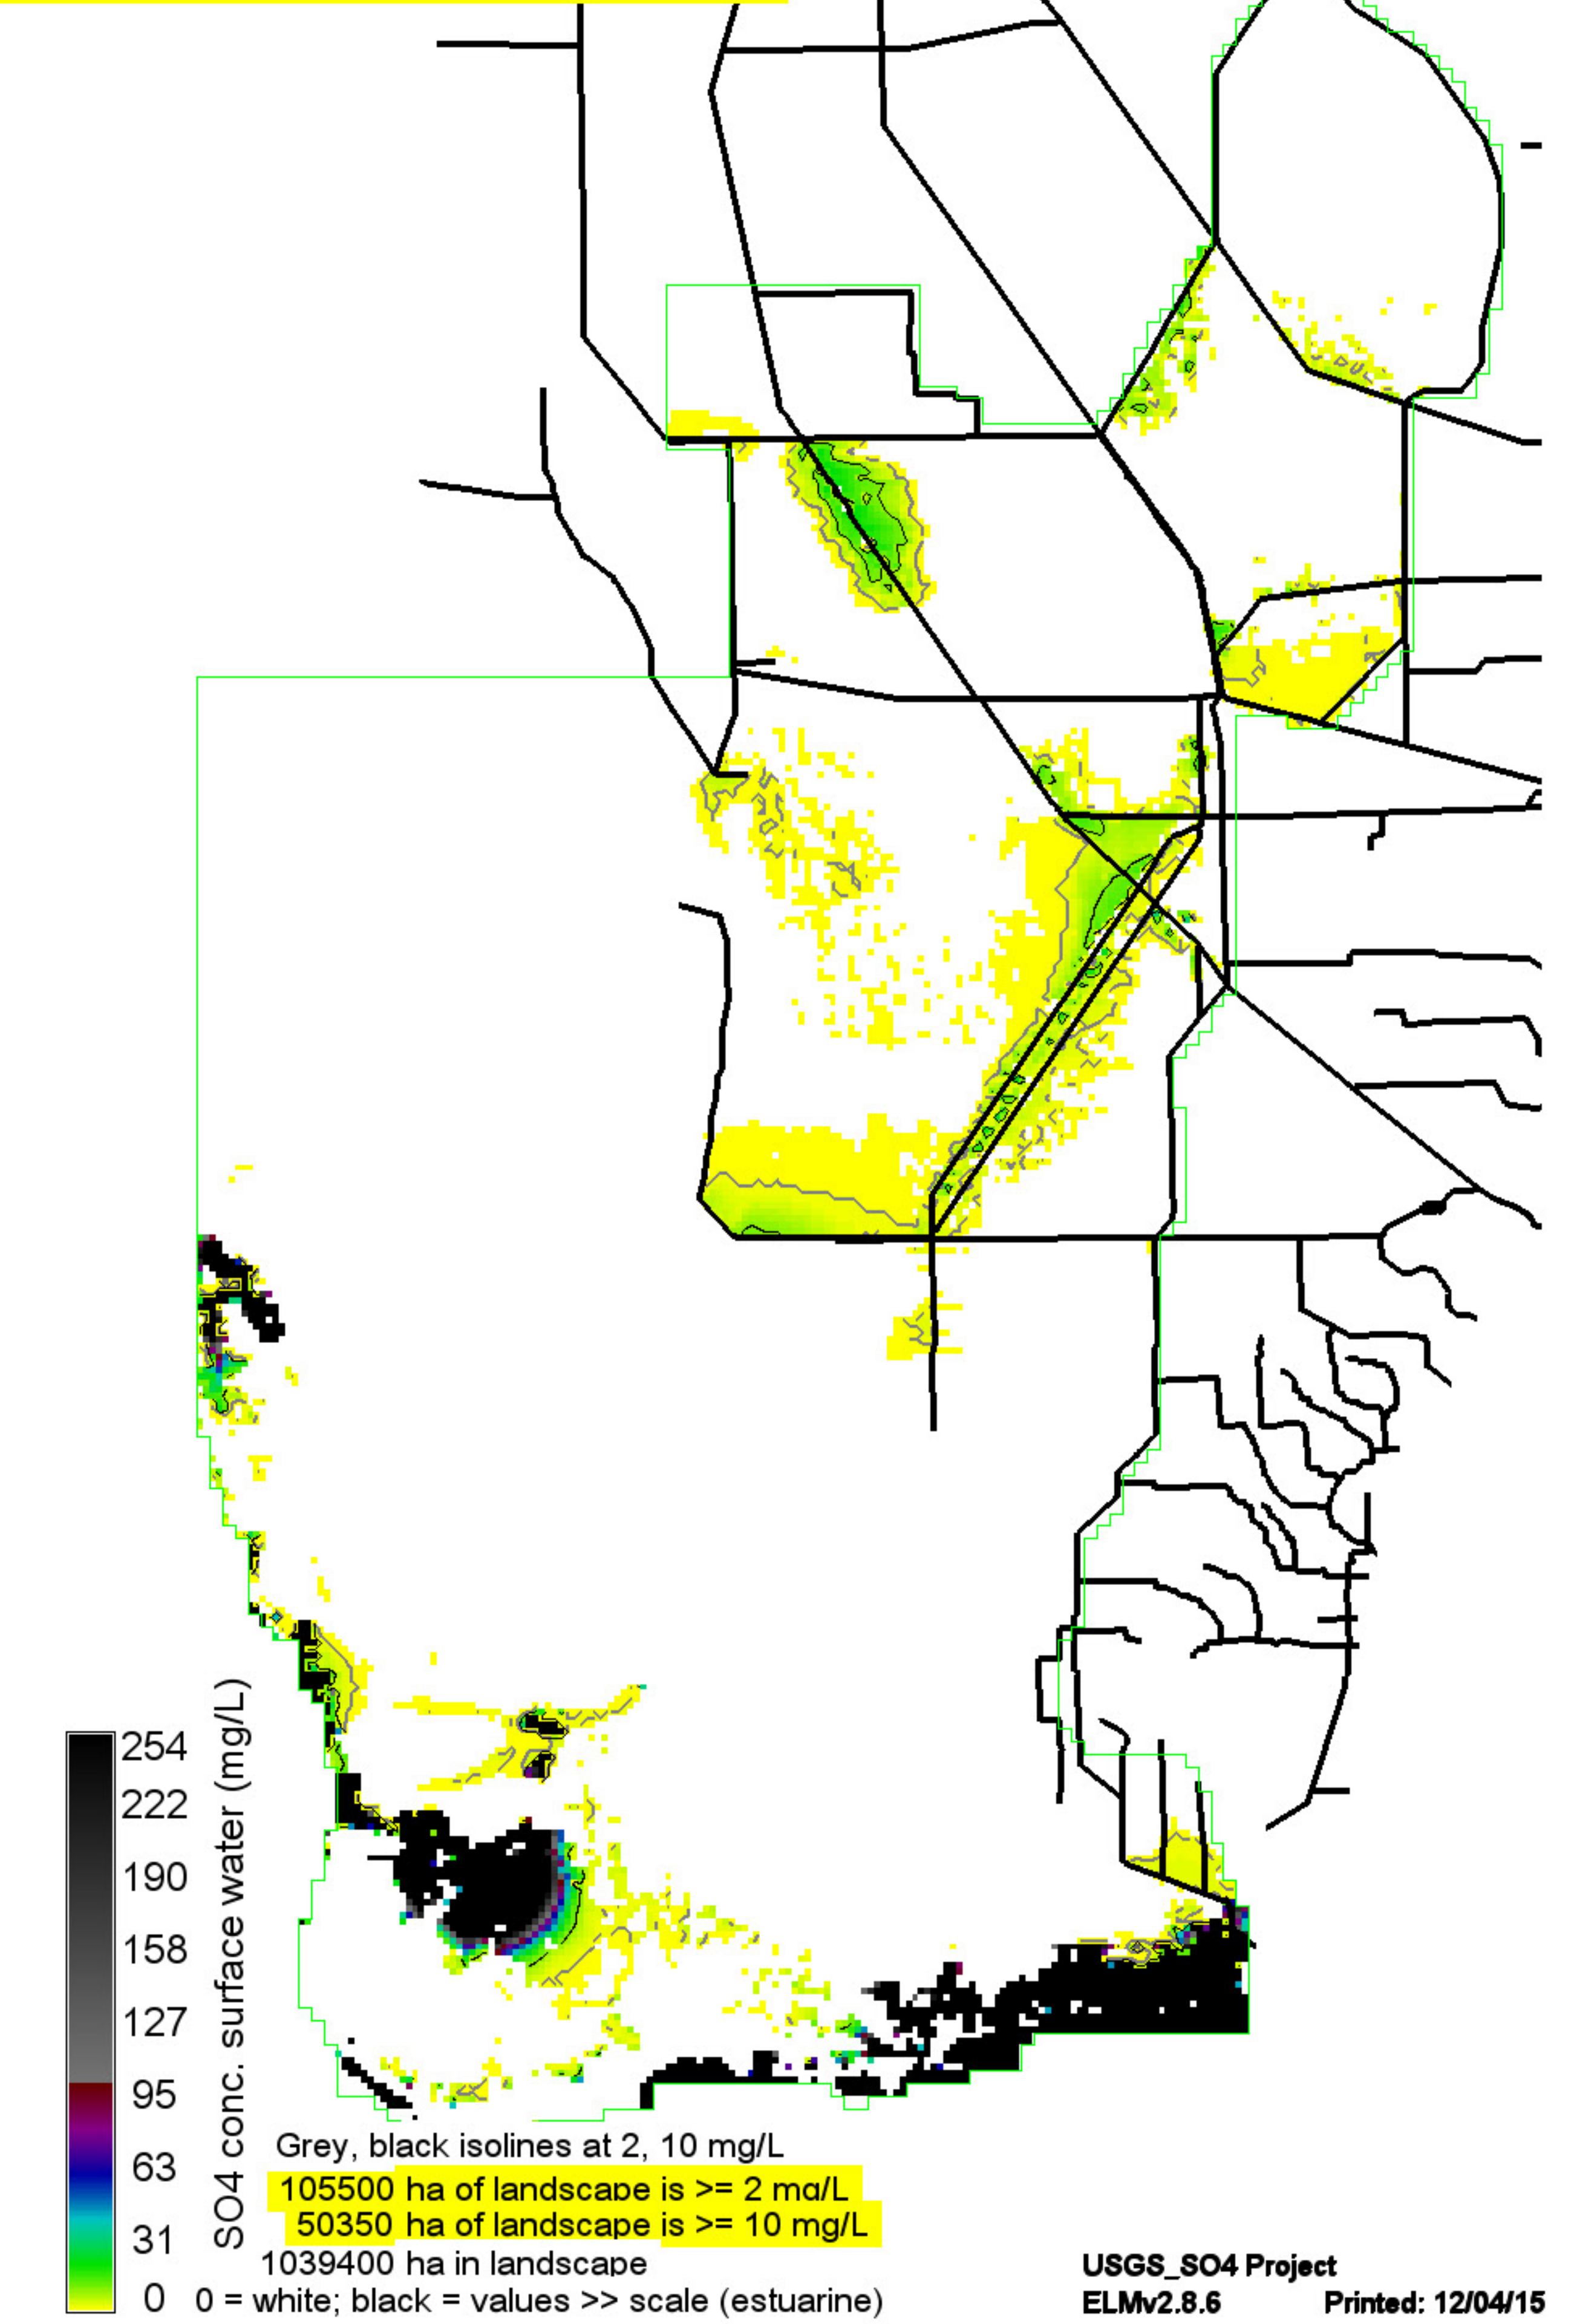 254
222
190
158
127
95
63
31
0
SO4 conc. surface water (mg/L)
Grey, black isolines at 2, 10 mg/L
105500 ha of landscape is >= 2 mg/L
50350 ha of landscape is >= 10 mg/L
1039400 ha in landscape
0 = white; black = values >> scale (estuarine)
USGS_SO4 Project
ELMv2.8.6 Printed: 12/04/15